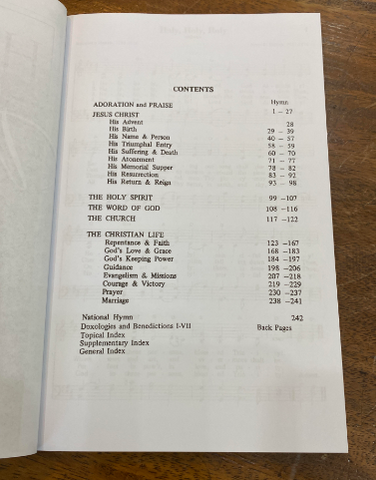 CONTENTS
Hymn
ADORATION and PRAISE 1 – 27
JESUS CHRIST
His Advent 28
His Birth 29 – 39
His Name & Person 40 – 57
His Triumphal Entry 58 – 59
His Suffering & Death 60 – 70
His Atonement 71 – 77
His Memorial Supper 78 – 82
His Resurrection 83 – 92
His Return & Reign 95 – 98
THE HOLY SPIRIT 99 –107
THE WORD OF GOD 108 –116
THE CHURCH 117 –122
THE CHRISTIAN LIFE
Repentance & Faith 123 –167
God's Love & Grace 168 –183
God's Keeping Power 184 –197
Guidance 198 –206
Evangelism & Missions 207 –218
Courage & Victory 219 –229
Prayer 230 –237
Marriage 238 –241
National Hymn 242
Doxologies and Benedictions I-VII Back Pages
Topical Index
Supplementary Index
General Index